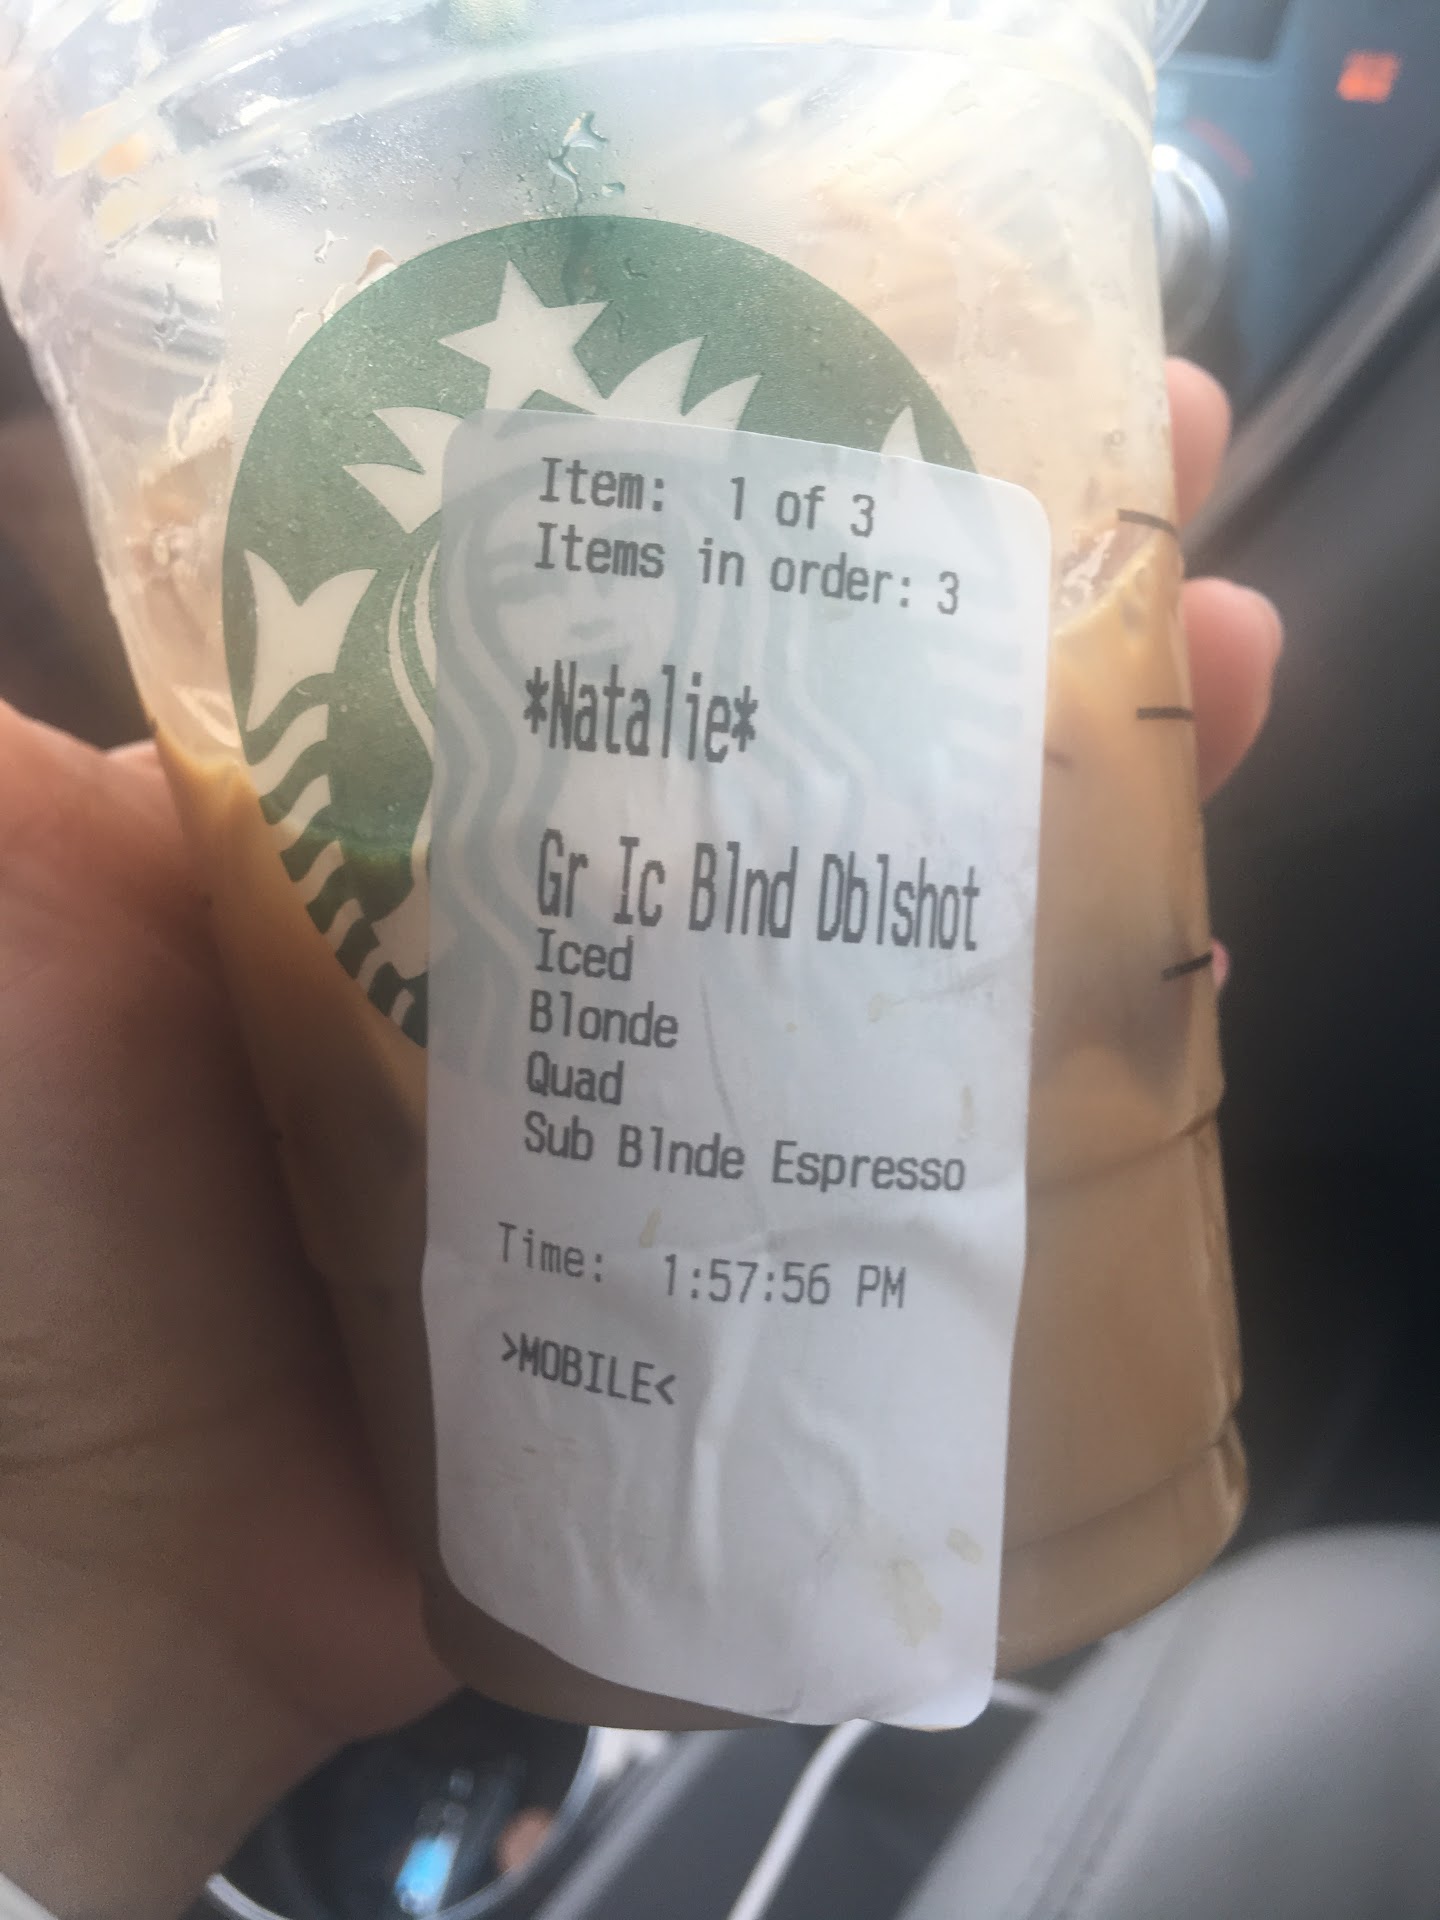 Item: 1 of 3
Items in order: 3
*Natalie*
Gr Ic Blnd Dblshot
Iced
Blonde
Quad
Sub Blnde Espresso
Time: 1:57:56 PM
>MOBILE<